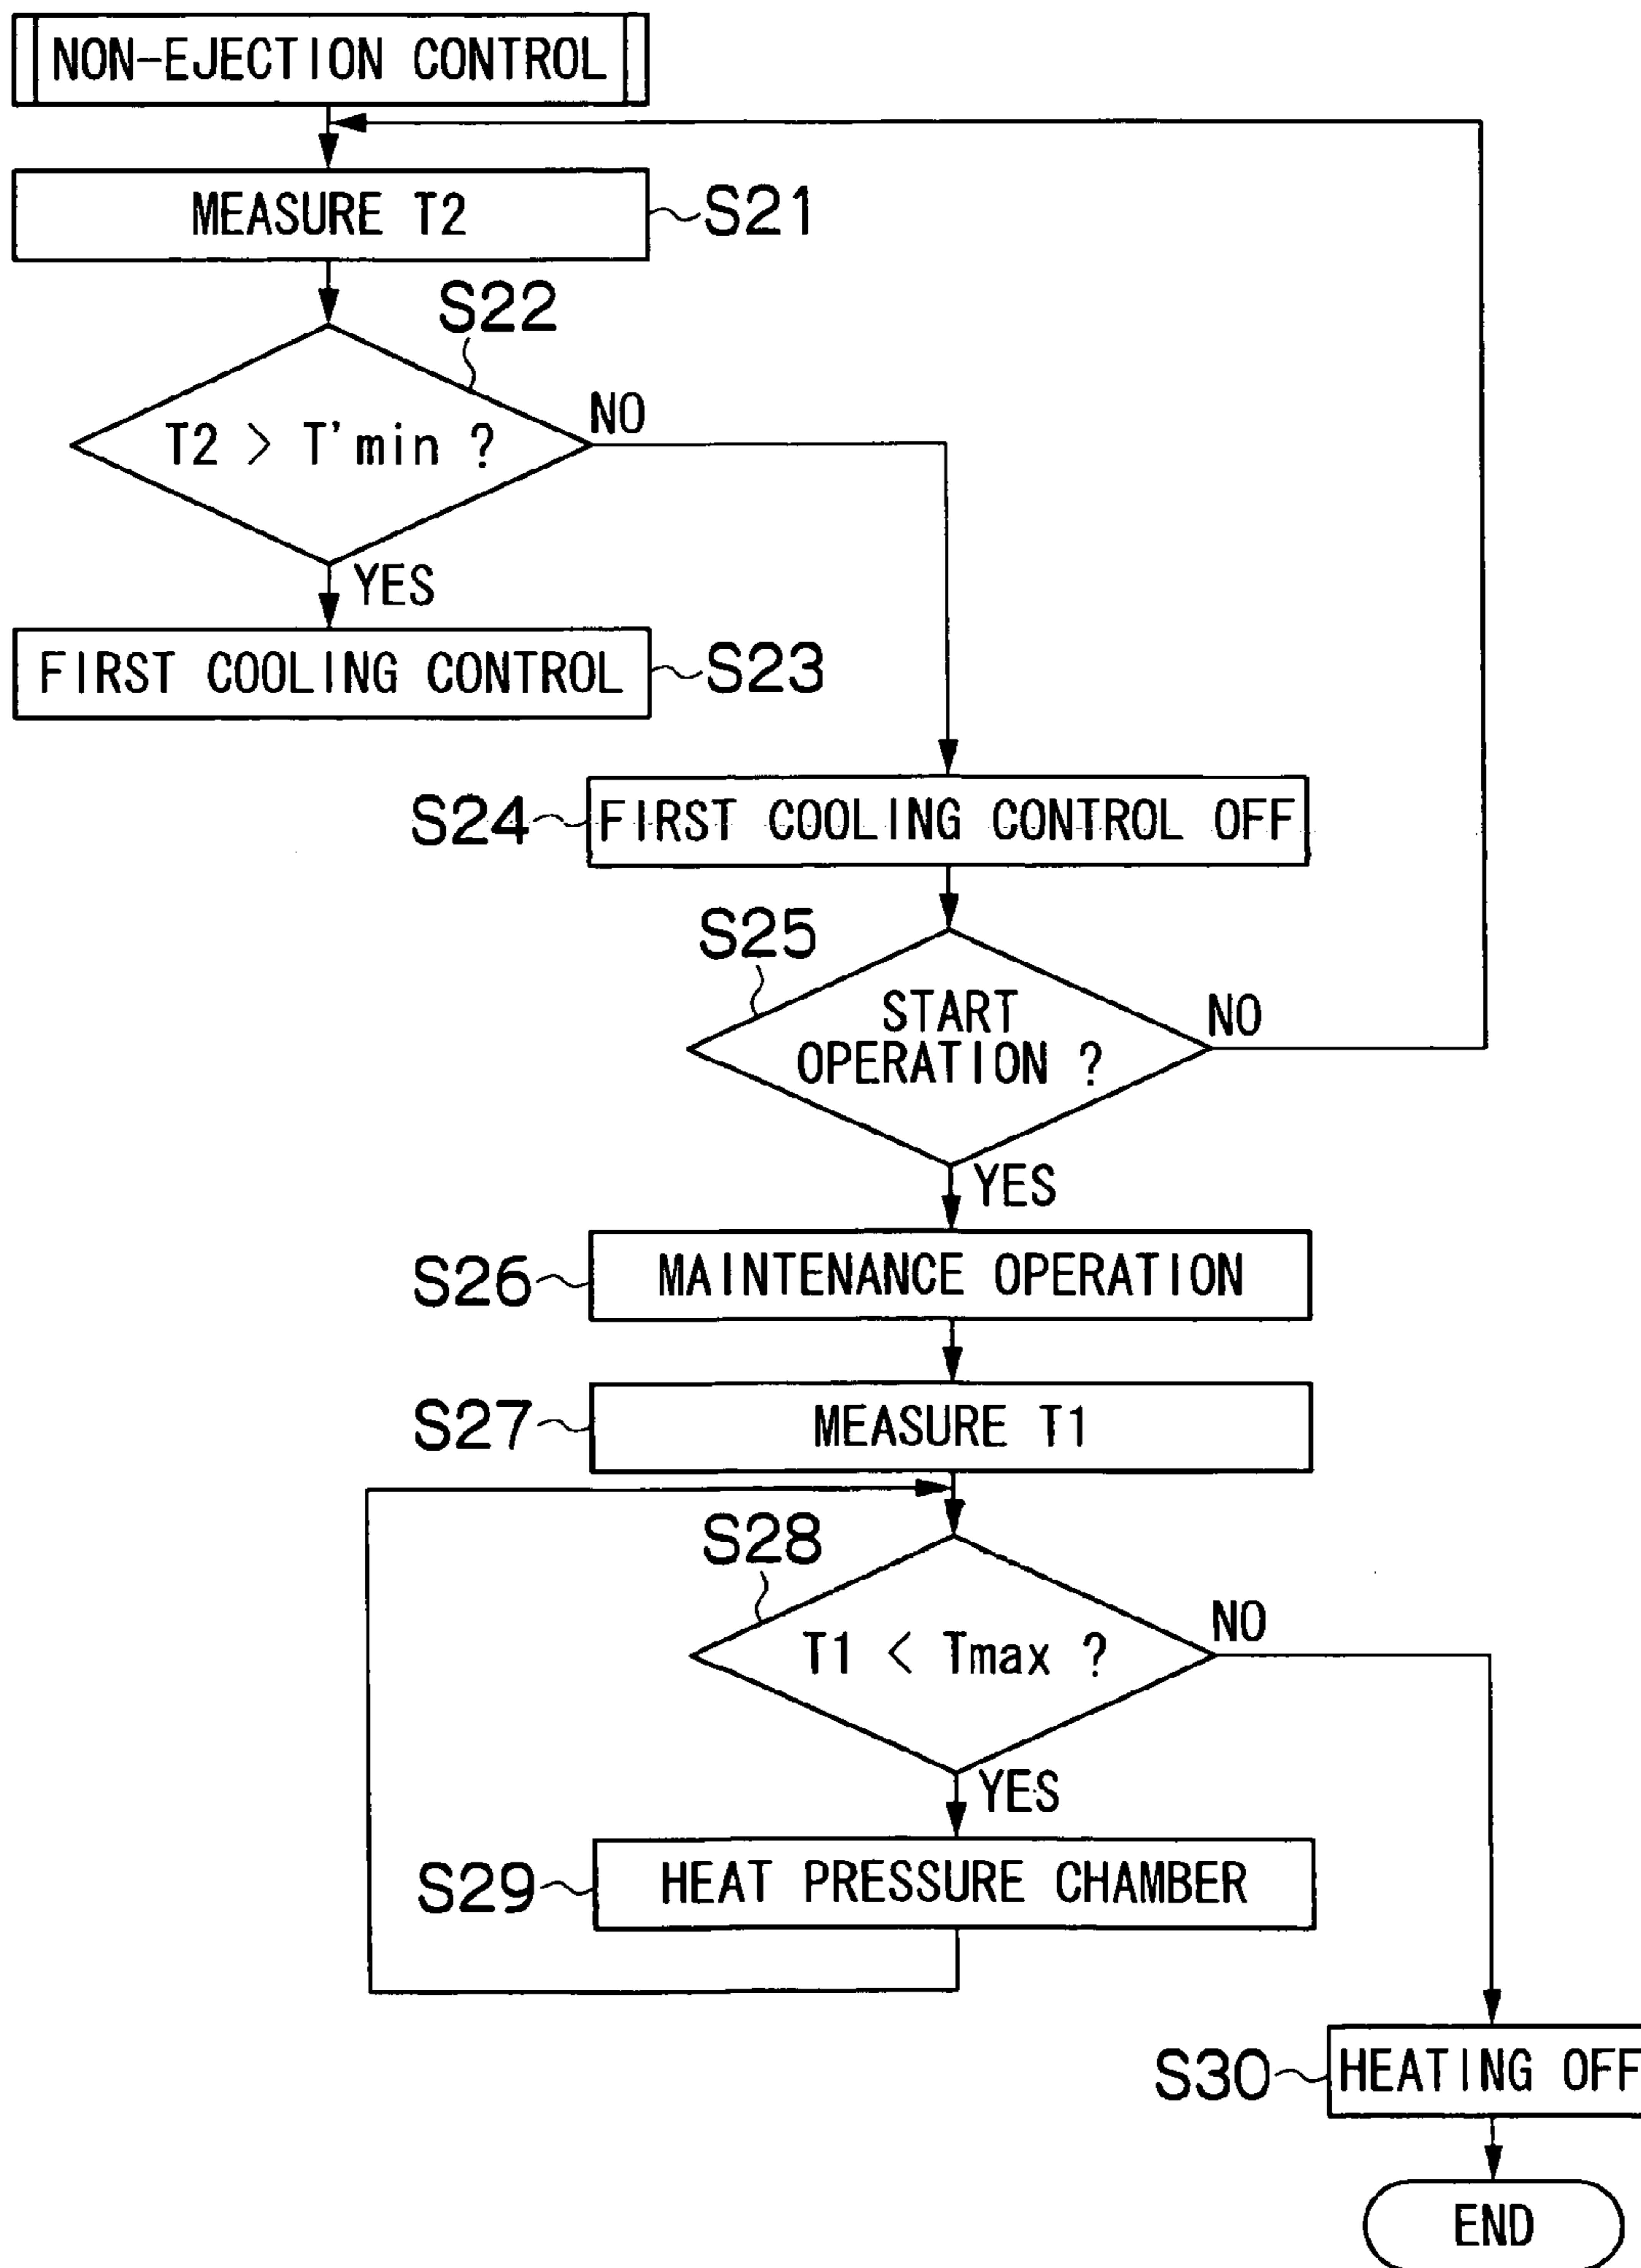 NON-EJECTION CONTROL
MEASURE T2
S21
S22
T2 > T'min ?
NO
YES
FIRST COOLING CONTROL
S23
S24
FIRST COOLING CONTROL OFF
S25
START
OPERATION ?
NO
YES
S26
MAINTENANCE OPERATION
S27
MEASURE T1
S28
T1 < Tmax ?
NO
YES
S29
HEAT PRESSURE CHAMBER
S30
HEATING OFF
END